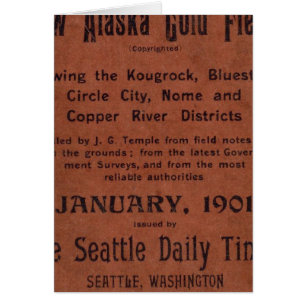 Alaska Gold
(Copyrighted)
wing the Kougrock, Bluest
Circle City, Nome and
Copper River Districts
led by J. G. Temple from field notes
the grounds; from the latest Gover
ment Surveys, and from the most
reliable authorities
JANUARY, 1901
Issued by
e Seattle Daily Tim
SEATTLE, WASHINGTON